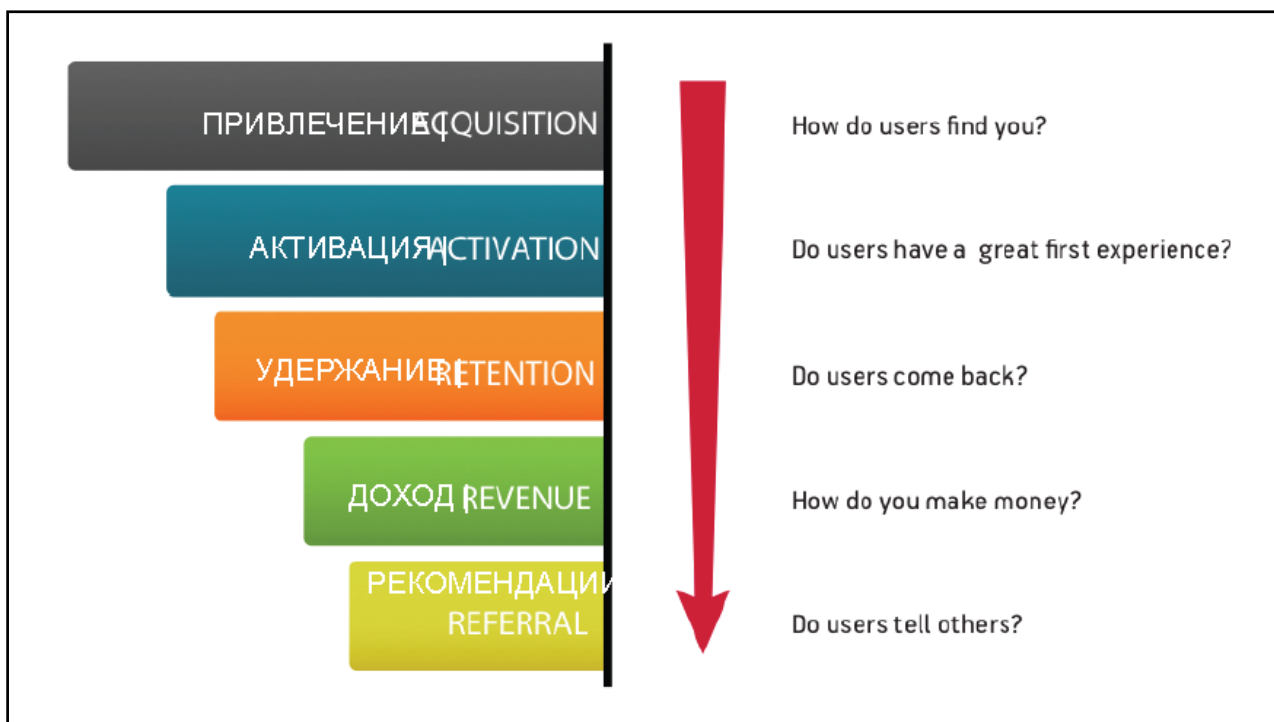 ПРИВЛЕЧЕНИЕ | ACQUISITION
How do users find you?
АКТИВАЦИЯ | ACTIVATION
Do users have a great first experience?
УДЕРЖАНИЕ | RETENTION
Do users come back?
ДОХОД | REVENUE
How do you make money?
РЕКОМЕНДАЦИИ
REFERRAL
Do users tell others?